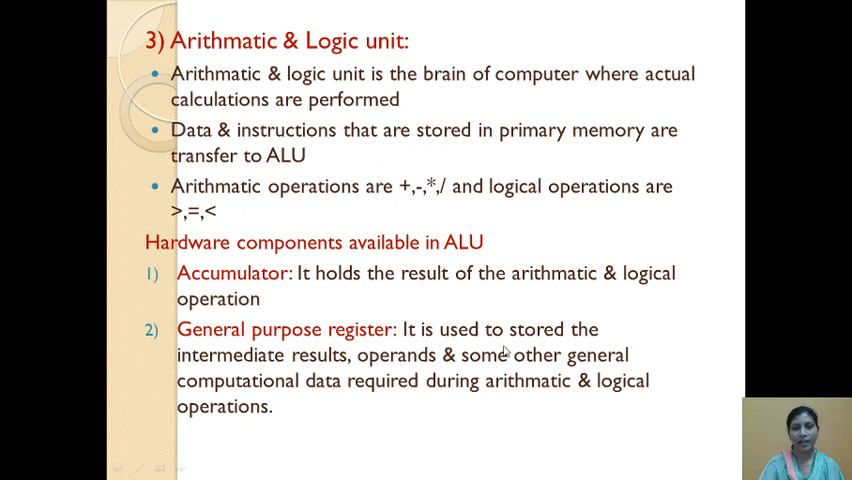 3) Arithmatic & Logic unit:
Arithmatic & logic unit is the brain of computer where actual
calculations are performed
Data & instructions that are stored in primary memory are
transfer to ALU
Arithmatic operations are +,-,*,/ and logical operations are
>,=,<
Hardware components available in ALU
1) Accumulator: It holds the result of the arithmatic & logical
operation
2) General purpose register: It is used to stored the
intermediate results, operands & some other general
computational data required during arithmatic & logical
operations.